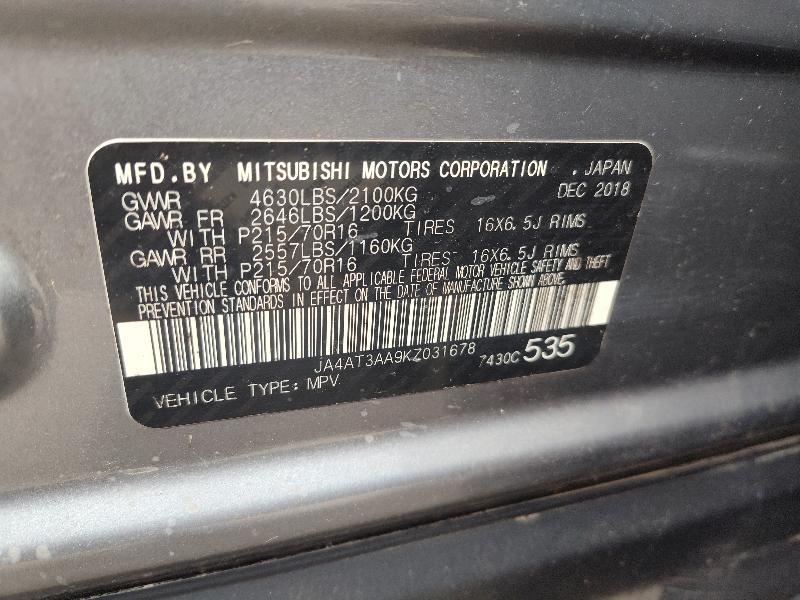 MFD.BY MITSUBISHI MOTORS CORPORATION . JAPAN
GVWR 4630LBS/2100KG DEC 2018
GAWR FR 2646LBS/1200KG
WITH P215/70R16 TIRES 16X6.5J RIMS
GAWR RR 2557LBS/1160KG
WITH P215/70R16 TIRES 16X6.5J RIMS
THIS VEHICLE CONFORMS TO ALL APPLICABLE FEDERAL MOTOR VEHICLE SAFETY AND THEFT
PREVENTION STANDARDS IN EFFECT ON THE DATE OF MANUFACTURE SHOWN ABOVE.
JA4AT3AA9KZ031678 7430C 535
VEHICLE TYPE: MPV